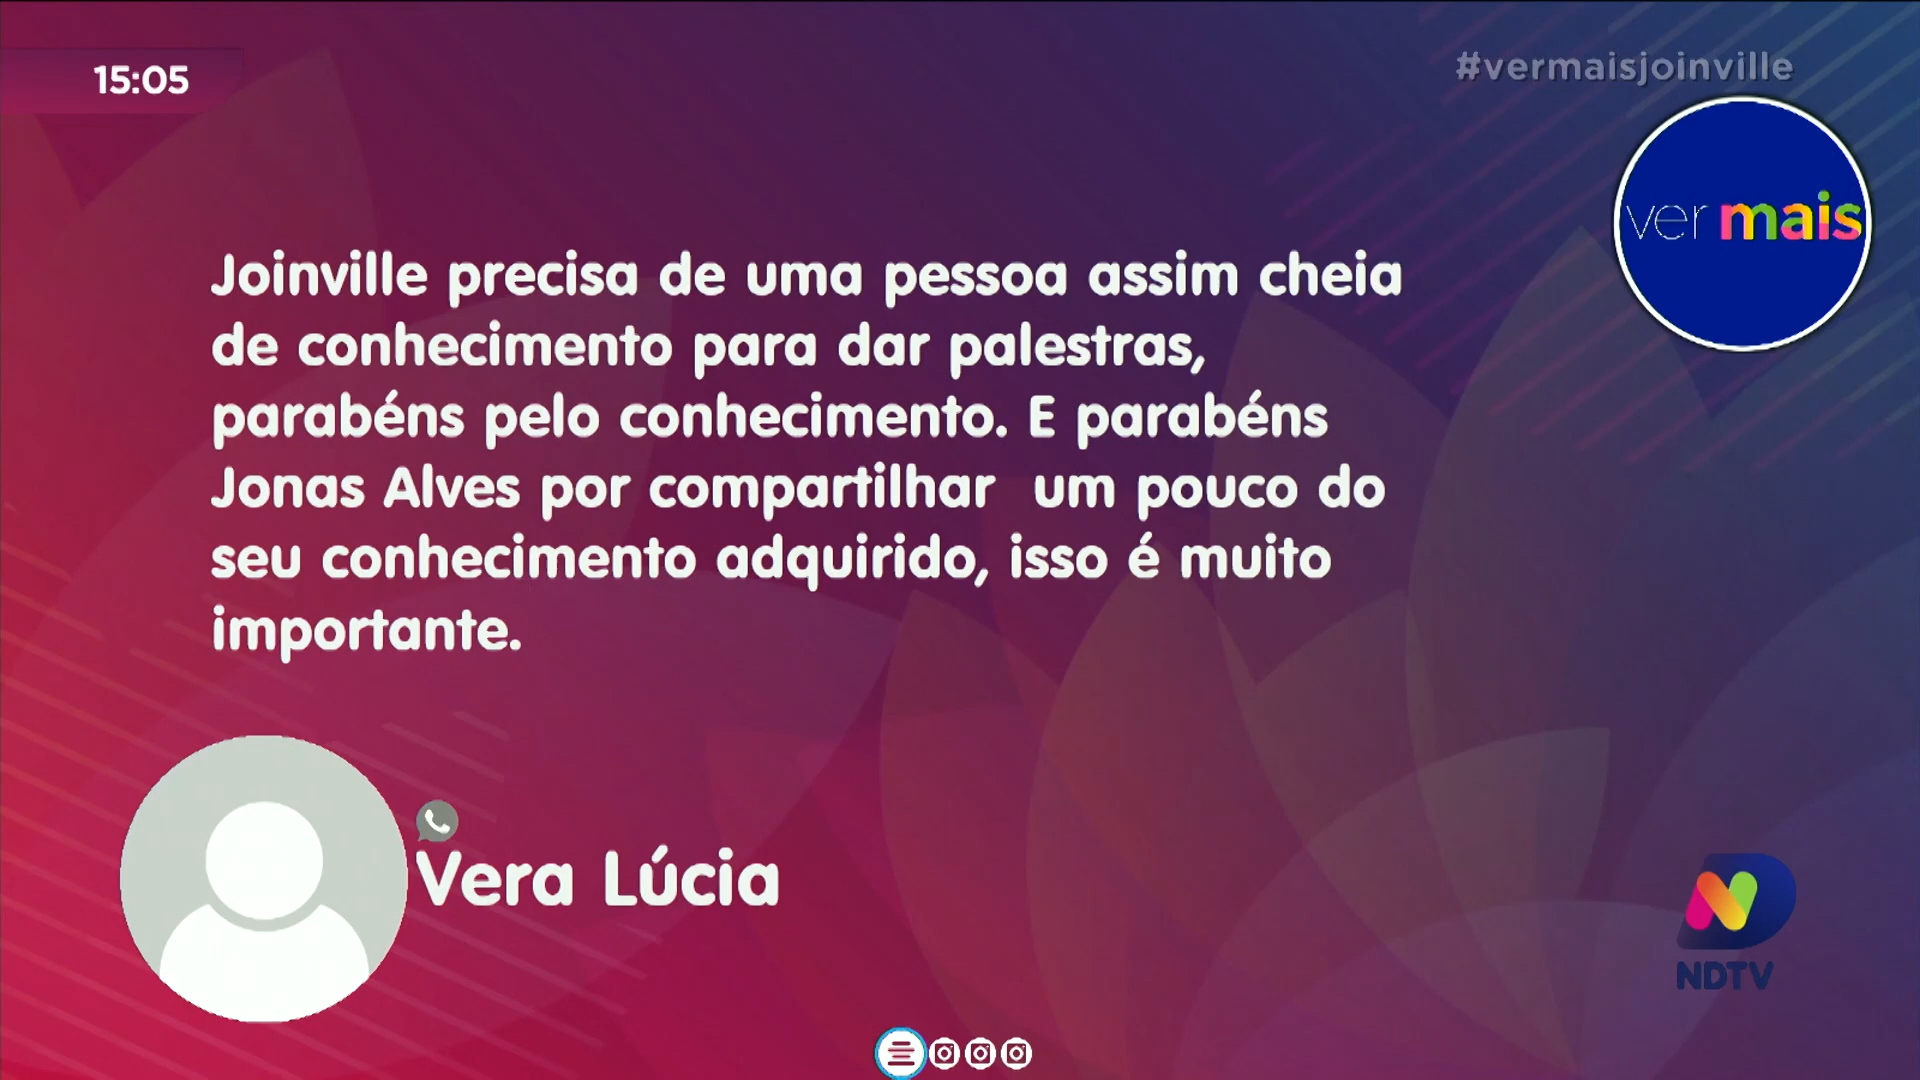 15:05
#vermaisjoinville
ver mais
Joinville precisa de uma pessoa assim cheia
de conhecimento para dar palestras,
parabéns pelo conhecimento. E parabéns
Jonas Alves por compartilhar  um pouco do
seu conhecimento adquirido, isso é muito
importante.
Vera Lúcia
NDTV